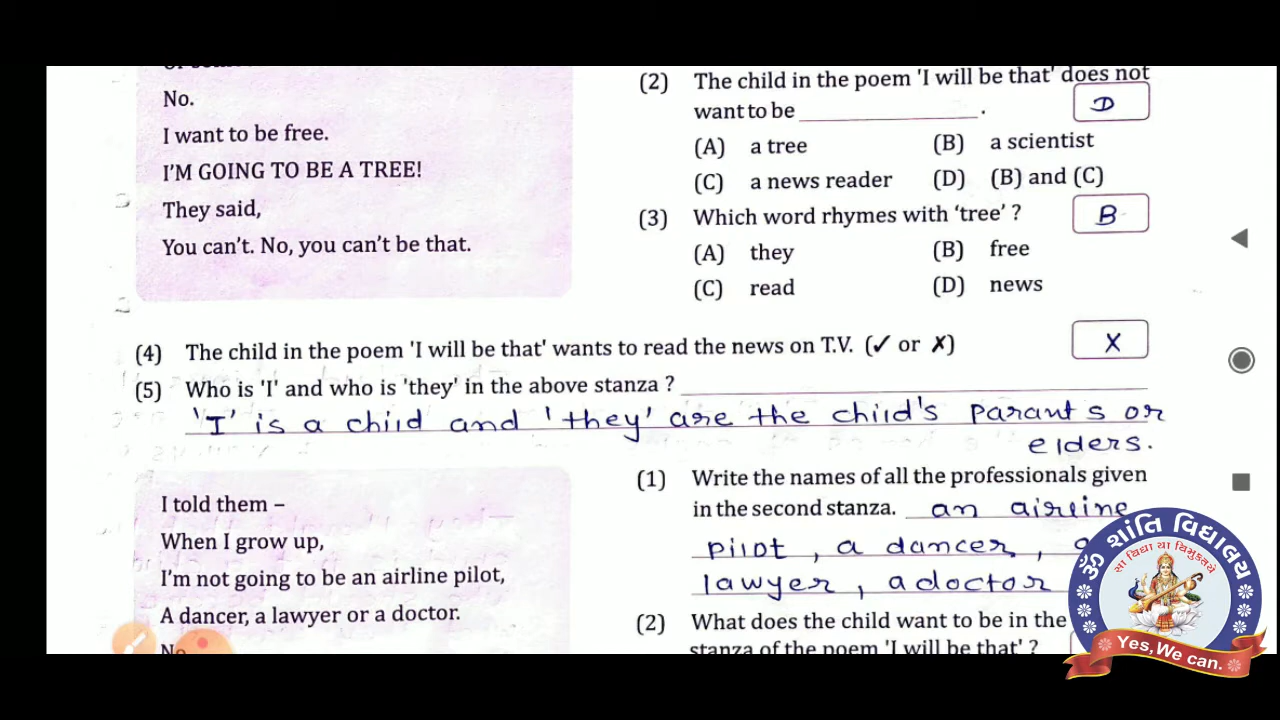 No.
I want to be free.
I'M GOING TO BE A TREE!
They said,
You can't. No, you can't be that.
(2) The child in the poem 'I will be that' does not
want to be ____________ .
D
(A) a tree (B) a scientist
(C) a news reader (D) (B) and (C)
(3) Which word rhymes with 'tree' ?
B
(A) they (B) free
(C) read (D) news
(4) The child in the poem 'I will be that' wants to read the news on T.V. (✓ or ✗)
X
(5) Who is 'I' and who is 'they' in the above stanza ?
'I' is a child and 'they' are the child's parants or
elders.
I told them –
When I grow up,
I'm not going to be an airline pilot,
A dancer, a lawyer or a doctor.
No
(1) Write the names of all the professionals given
in the second stanza. an airline
pilot , a dancer ,
lawyer , a doctor
(2) What does the child want to be in the
stanza of the poem 'I will be that' ?
ૐ શાંતિ વિદ્યાલય
સા વિદ્યા યા વિમુક્તયે
Yes, We can.